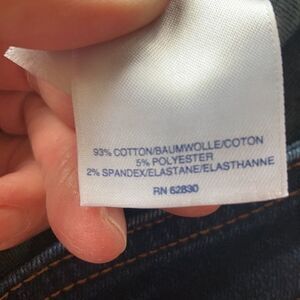 93% COTTON/BAUMWOLLE/COTON
5% POLYESTER
2% SPANDEX/ELASTANE/ELASTHANNE
RN 62830